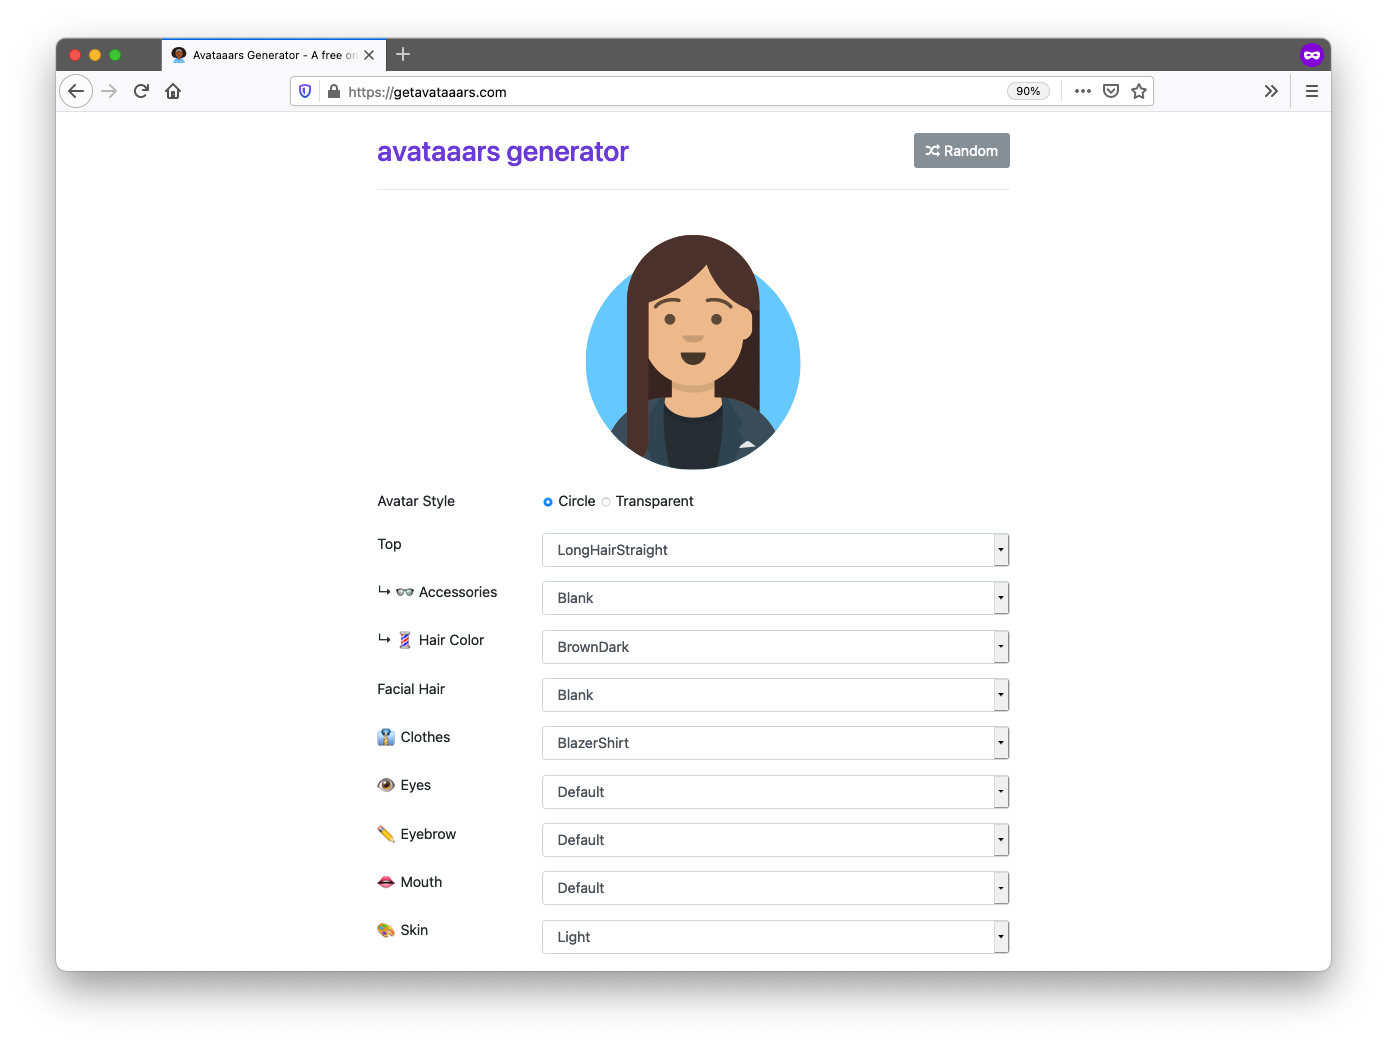 Avataaars Generator - A free on
https://getavataaars.com
90%
avataaars generator
Random
Avatar Style
Circle
Transparent
Top
LongHairStraight
Accessories
Blank
Hair Color
BrownDark
Facial Hair
Blank
Clothes
BlazerShirt
Eyes
Default
Eyebrow
Default
Mouth
Default
Skin
Light